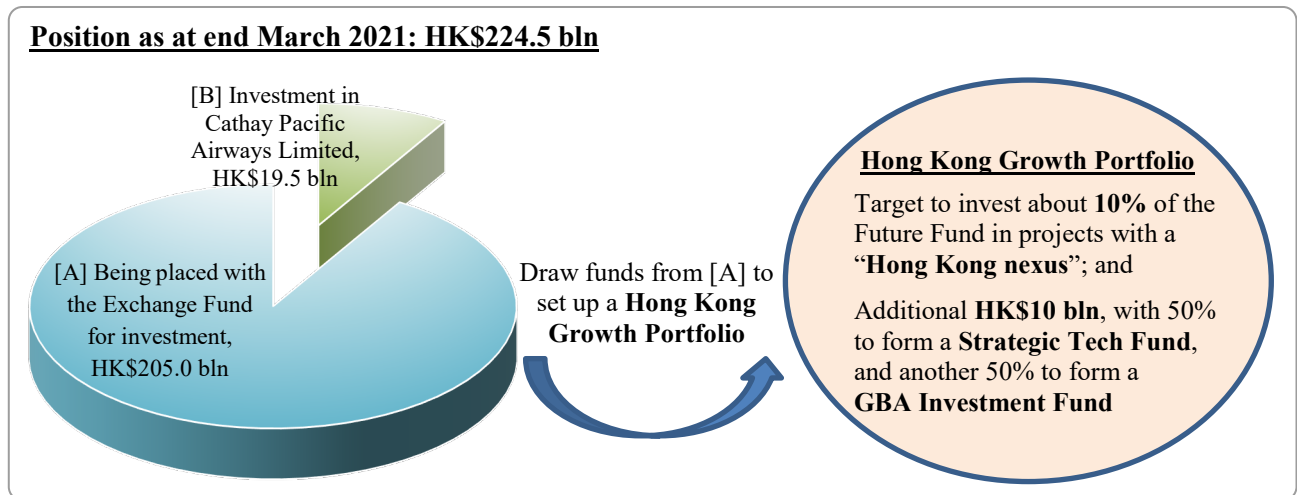 Position as at end March 2021: HK$224.5 bln
[B] Investment in
Cathay Pacific
Airways Limited,
HK$19.5 bln
[A] Being placed with
the Exchange Fund
for investment,
HK$205.0 bln
Draw funds from [A] to
set up a Hong Kong
Growth Portfolio
Hong Kong Growth Portfolio
Target to invest about 10% of the
Future Fund in projects with a
“Hong Kong nexus”; and
Additional HK$10 bln, with 50%
to form a Strategic Tech Fund,
and another 50% to form a
GBA Investment Fund